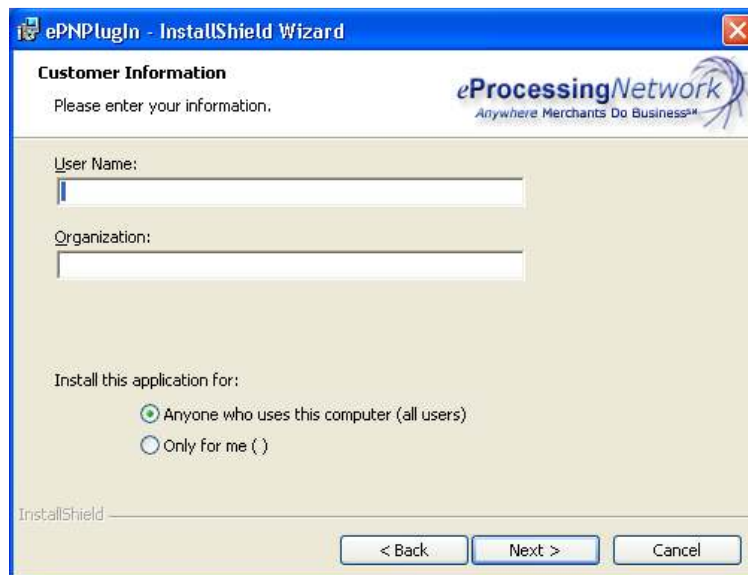 ePNPlugIn - InstallShield Wizard
Customer Information
Please enter your information.
eProcessingNetwork
Anywhere Merchants Do Business℠
User Name:
Organization:
Install this application for:
Anyone who uses this computer (all users)
Only for me ( )
InstallShield
< Back
Next >
Cancel